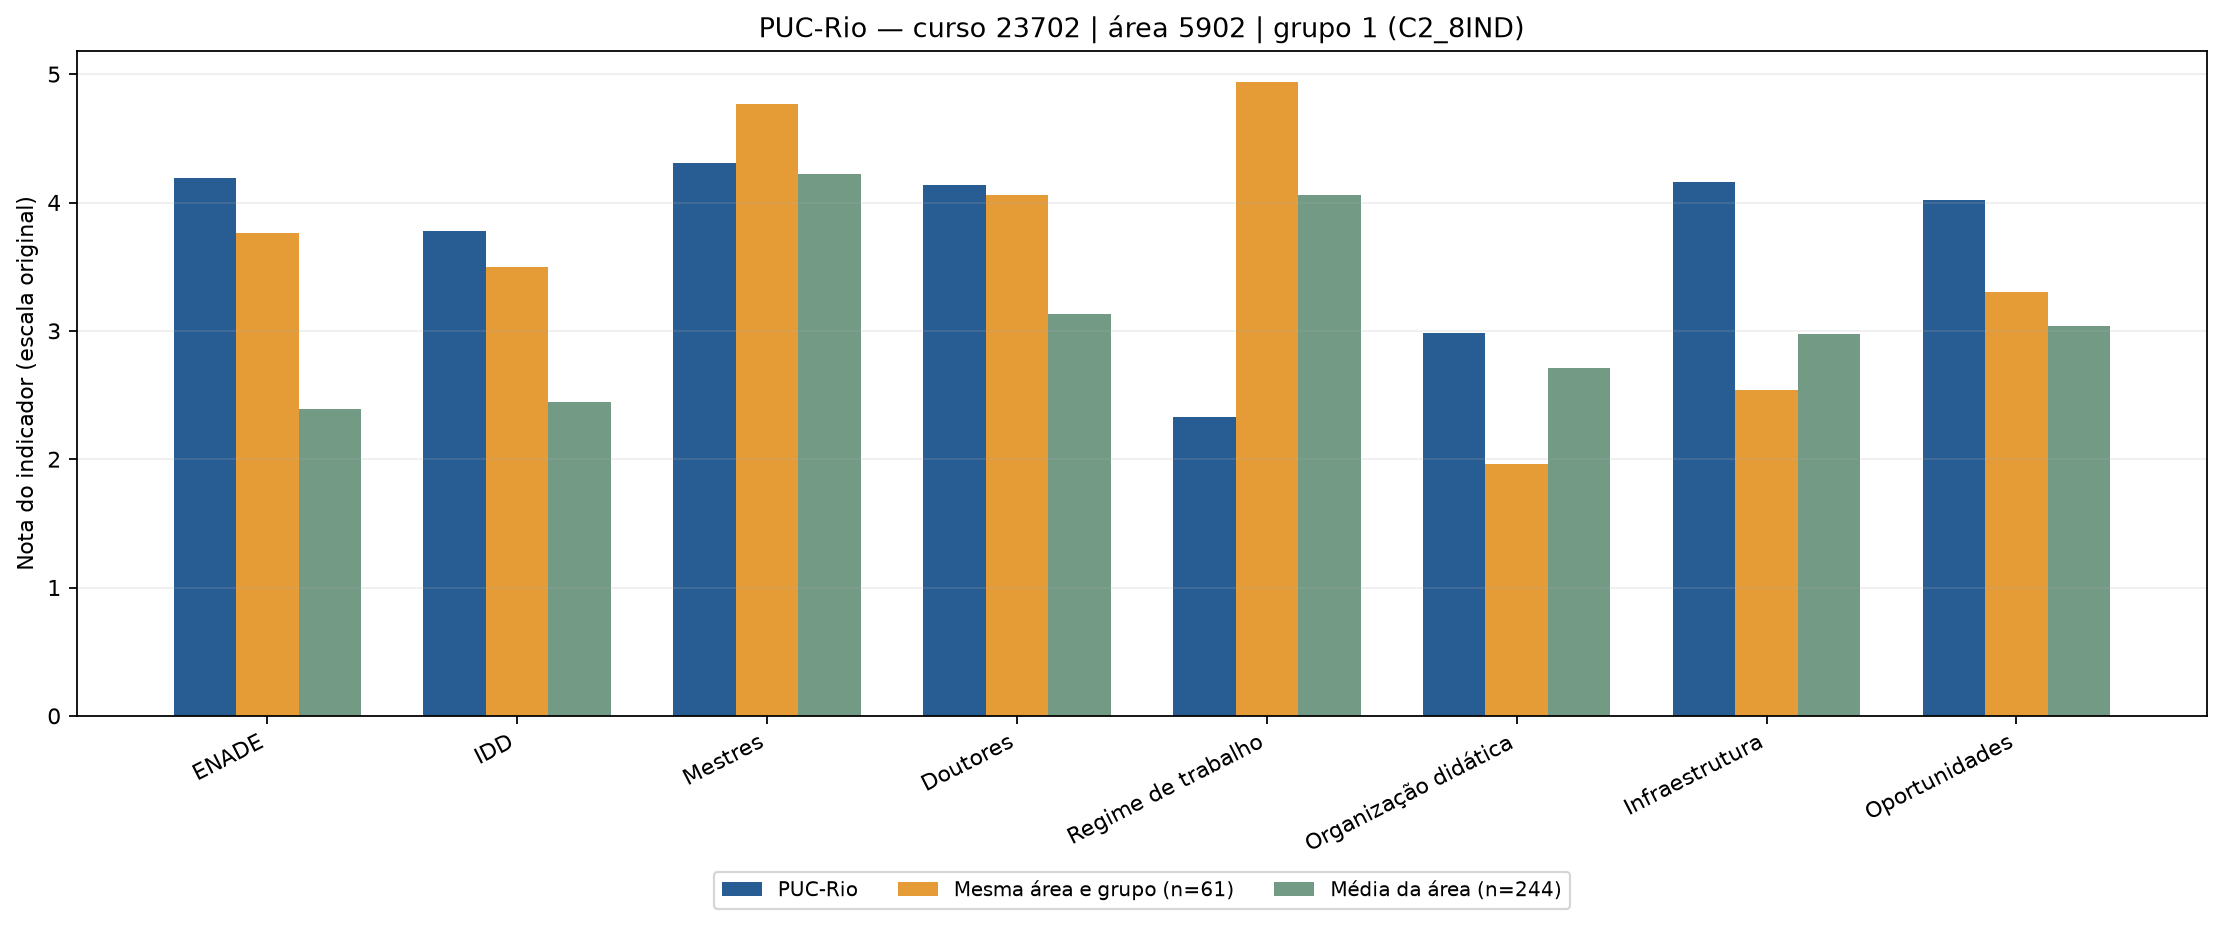 PUC-Rio — curso 23702 | área 5902 | grupo 1 (C2_8IND)
Nota do indicador (escala original)
5
4
3
2
1
0
ENADE
IDD
Mestres
Doutores
Regime de trabalho
Organização didática
Infraestrutura
Oportunidades
PUC-Rio
Mesma área e grupo (n=61)
Média da área (n=244)